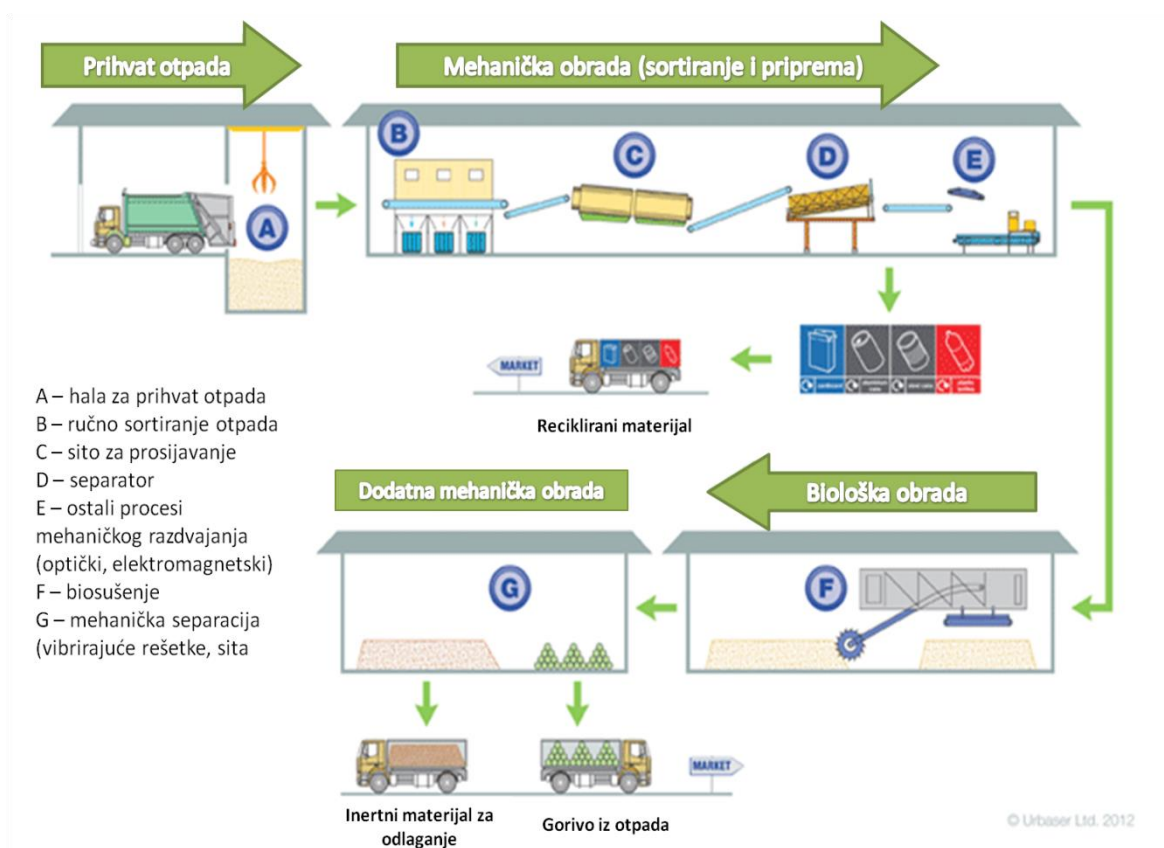 Prihvat otpada
Mehanička obrada (sortiranje i priprema)
A
B
C
D
E
MARKET
Reciklirani materijal
A – hala za prihvat otpada
B – ručno sortiranje otpada
C – sito za prosijavanje
D – separator
E – ostali procesi
mehaničkog razdvajanja
(optički, elektromagnetski)
F – biosušenje
G – mehanička separacija
(vibrirajuće rešetke, sita
Dodatna mehanička obrada
Biološka obrada
G
F
MARKET
Inertni materijal za
odlaganje
Gorivo iz otpada
© Urbaser Ltd. 2012